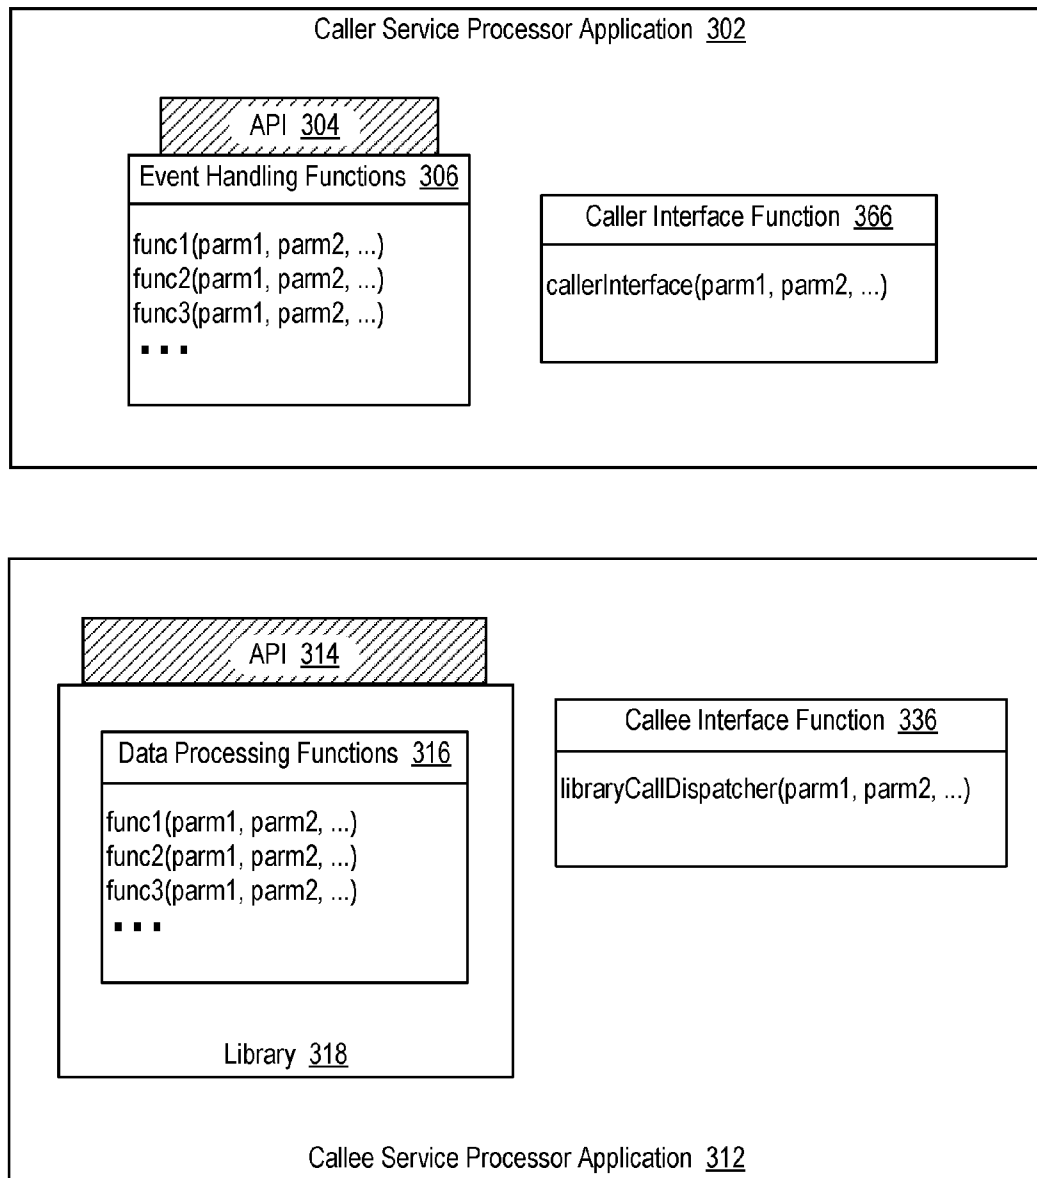 Caller Service Processor Application 302
API 304
Event Handling Functions 306
func1(parm1, parm2, ...)
func2(parm1, parm2, ...)
func3(parm1, parm2, ...)
...
Caller Interface Function 366
callerInterface(parm1, parm2, ...)
API 314
Data Processing Functions 316
func1(parm1, parm2, ...)
func2(parm1, parm2, ...)
func3(parm1, parm2, ...)
...
Library 318
Callee Interface Function 336
libraryCallDispatcher(parm1, parm2, ...)
Callee Service Processor Application 312